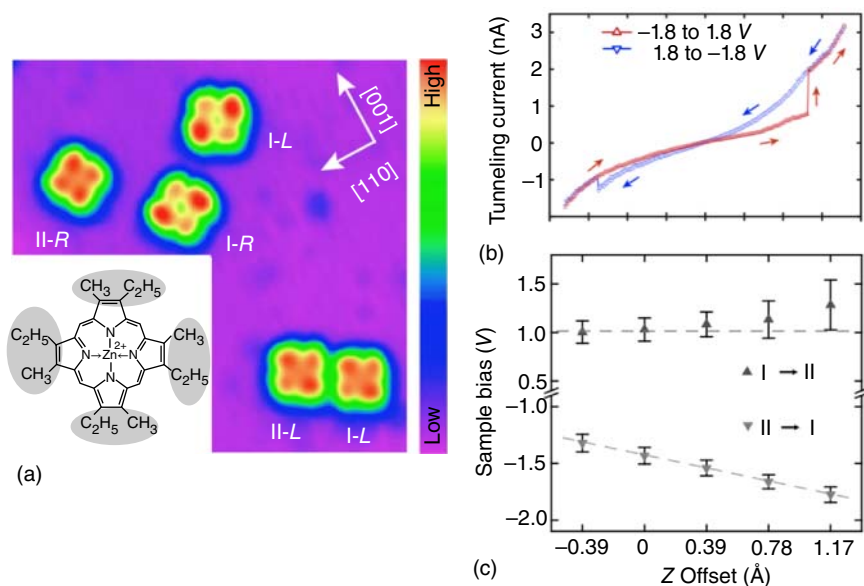 High
Low
[001]
[110]
I-L
II-R
I-R
II-L
I-L
CH3
C2H5
C2H5
CH3
N
2+
N→Zn←N
N
CH3
C2H5
C2H5
CH3
(a)
Tunneling current (nA)
3
2
1
0
−1
−1.8 to 1.8 V
1.8 to −1.8 V
(b)
Sample bias (V)
1.5
1.0
0.5
−1.0
−1.5
−2.0
I → II
II → I
−0.39
0
0.39
0.78
1.17
Z Offset (Å)
(c)